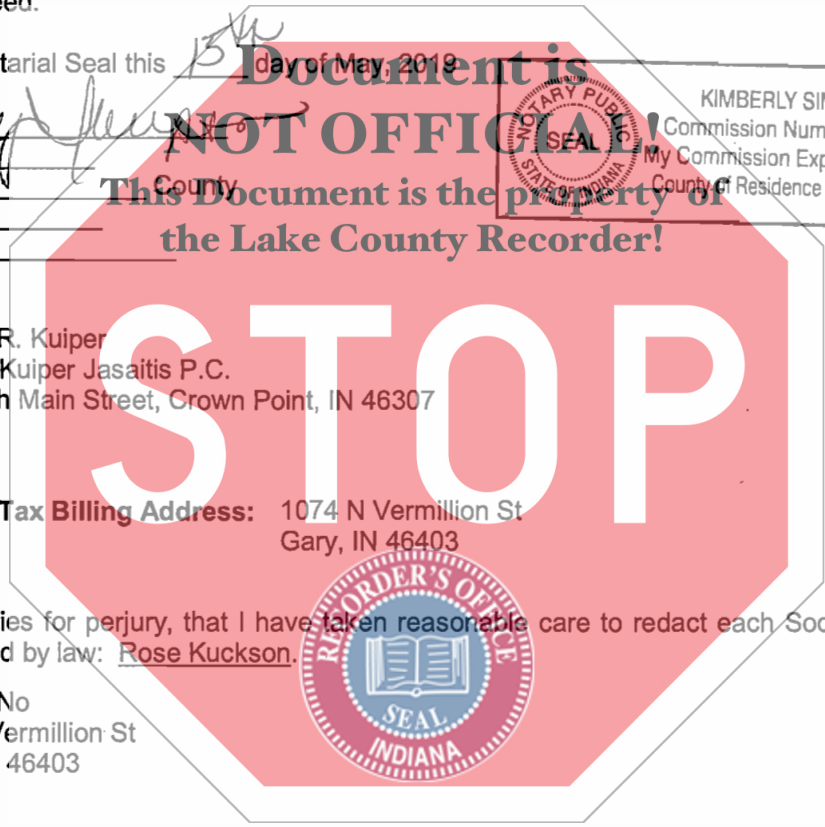 eed.
tarial Seal this 15th day of May, 2019
Document is
NOT OFFICIAL!
This Document is the property of
the Lake County Recorder!
NOTARY PUBLIC
SEAL
STATE OF INDIANA
KIMBERLY SIM
Commission Num
My Commission Exp
County of Residence
County
R. Kuiper
Kuiper Jasaitis P.C.
h Main Street, Crown Point, IN 46307
STOP
Tax Billing Address: 1074 N Vermillion St.
Gary, IN 46403
ies for perjury, that I have taken reasonable care to redact each Soc
d by law: Rose Kuckson.
No
Vermillion St
46403
RECORDER'S OFFICE
SEAL
INDIANA